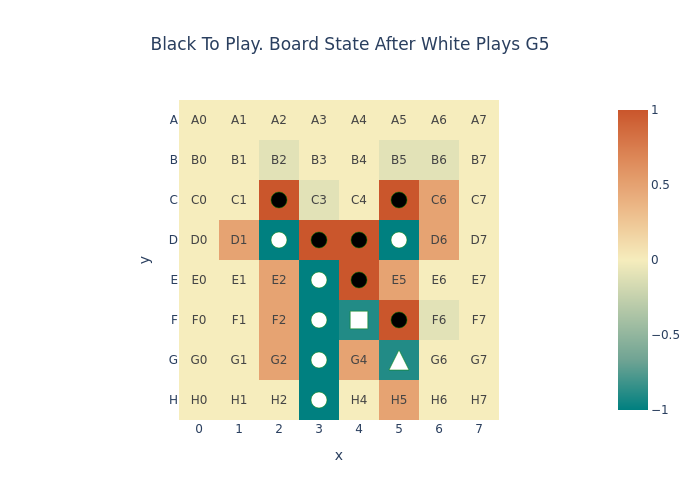 Black To Play. Board State After White Plays G5
A A0 A1 A2 A3 A4 A5 A6 A7
B B0 B1 B2 B3 B4 B5 B6 B7
C C0 C1 C3 C4 C6 C7
D D0 D1 D6 D7
E E0 E1 E2 E5 E6 E7
F F0 F1 F2 F6 F7
G G0 G1 G2 G4 G6 G7
H H0 H1 H2 H4 H5 H6 H7
0 1 2 3 4 5 6 7
x
y
1
0.5
0
−0.5
−1